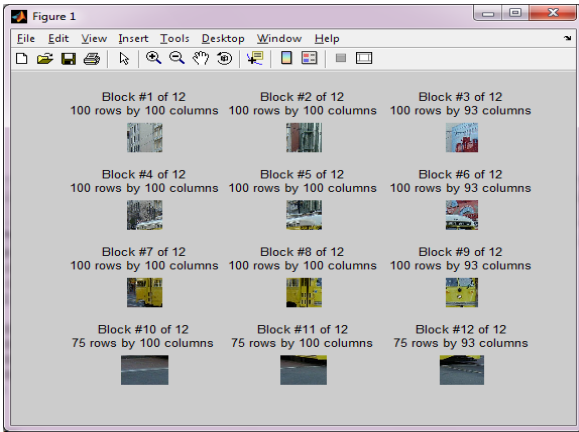 Figure 1
File Edit View Insert Tools Desktop Window Help
Block #1 of 12 Block #2 of 12 Block #3 of 12
100 rows by 100 columns 100 rows by 100 columns 100 rows by 93 columns
Block #4 of 12 Block #5 of 12 Block #6 of 12
100 rows by 100 columns 100 rows by 100 columns 100 rows by 93 columns
Block #7 of 12 Block #8 of 12 Block #9 of 12
100 rows by 100 columns 100 rows by 100 columns 100 rows by 93 columns
Block #10 of 12 Block #11 of 12 Block #12 of 12
75 rows by 100 columns 75 rows by 100 columns 75 rows by 93 columns